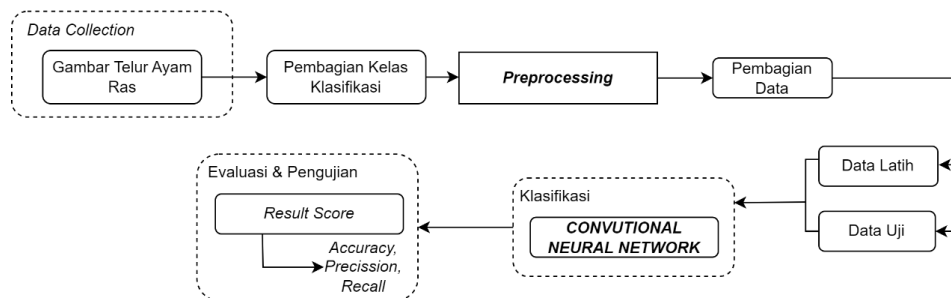 Data Collection
Gambar Telur Ayam
Ras
Pembagian Kelas
Klasifikasi
Preprocessing
Pembagian
Data
Data Latih
Data Uji
Klasifikasi
CONVUTIONAL
NEURAL NETWORK
Evaluasi & Pengujian
Result Score
Accuracy,
Precission,
Recall